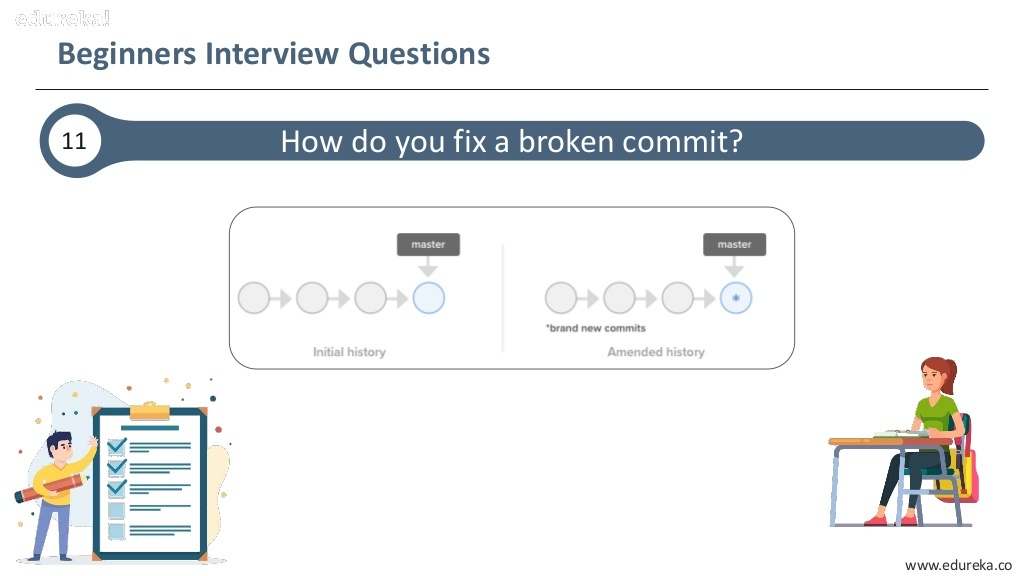 edureka!
Beginners Interview Questions
11
How do you fix a broken commit?
master
master
*
*brand new commits
Initial history
Amended history
www.edureka.co